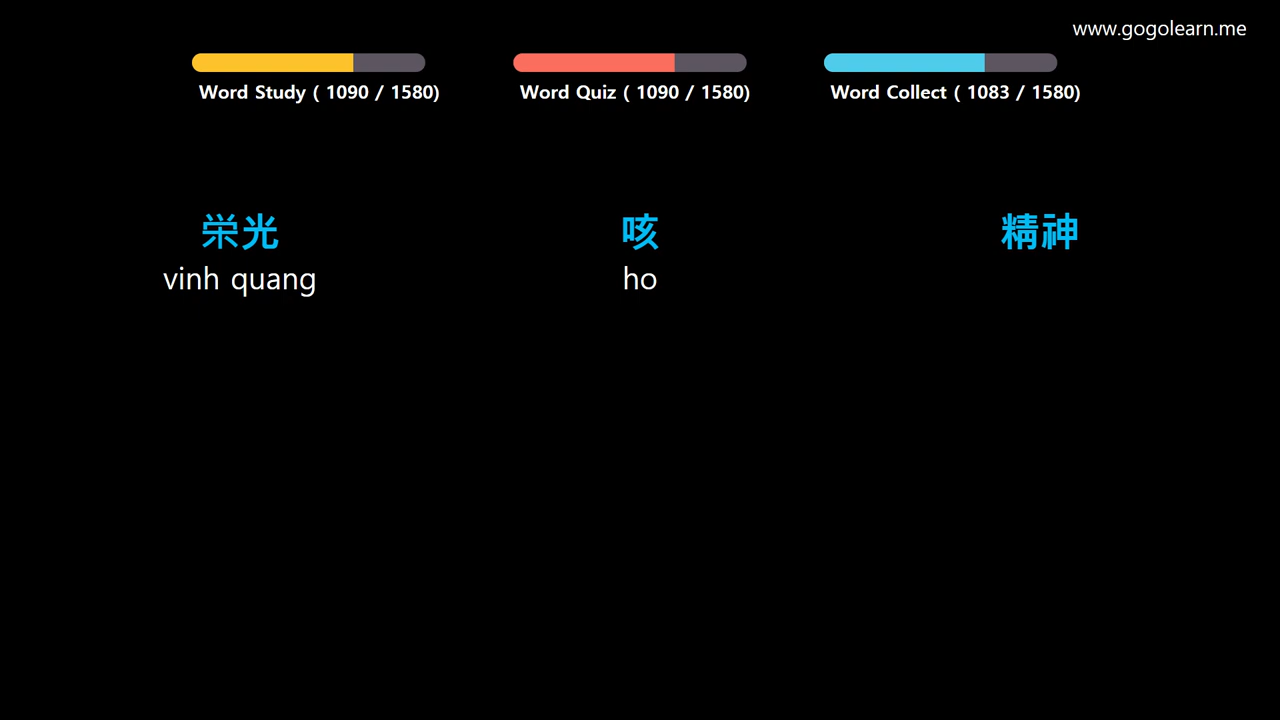 www.gogolearn.me
Word Study ( 1090 / 1580)
Word Quiz ( 1090 / 1580)
Word Collect ( 1083 / 1580)
栄光
vinh quang
咳
ho
精神